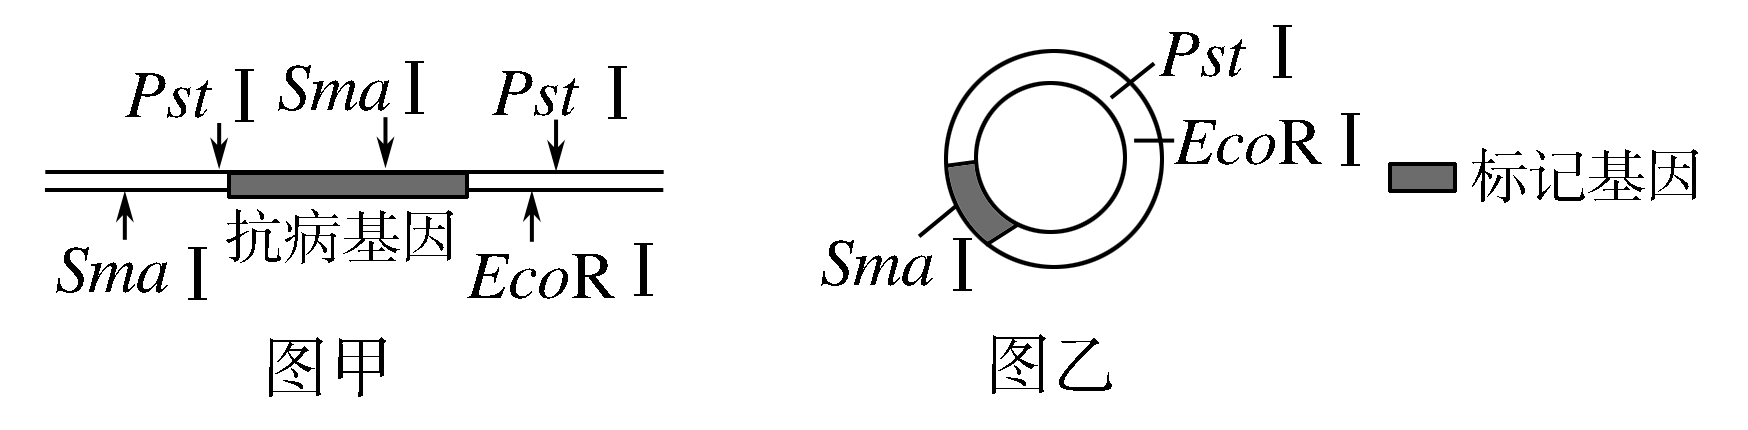 Pst Ⅰ Sma Ⅰ Pst Ⅰ
抗病基因
Sma Ⅰ EcoR Ⅰ
图甲
Pst Ⅰ
EcoR Ⅰ
标记基因
Sma Ⅰ
图乙